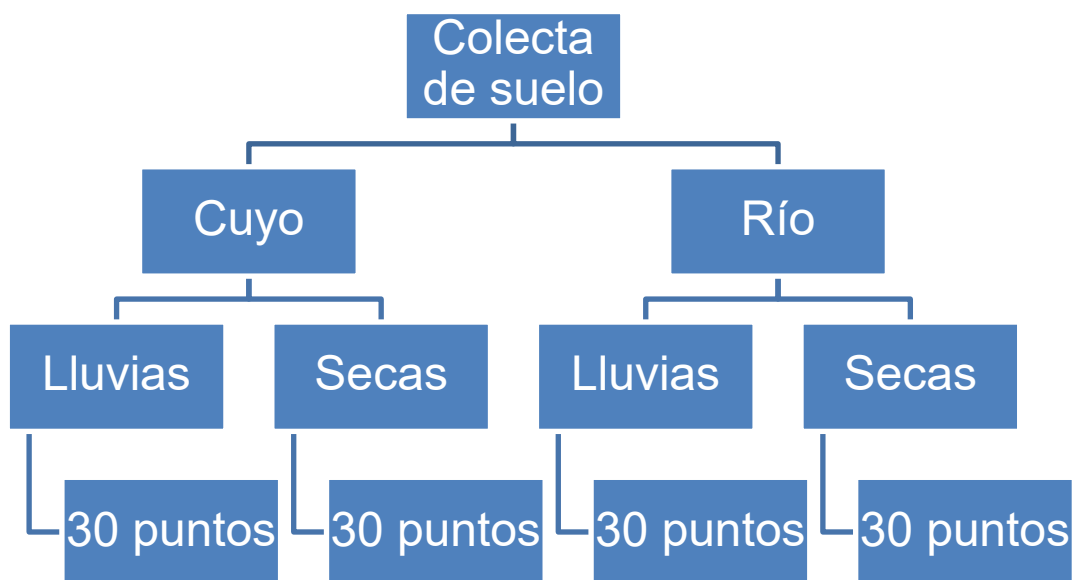 Colecta
de suelo
Cuyo
Río
Lluvias
Secas
Lluvias
Secas
30 puntos
30 puntos
30 puntos
30 puntos